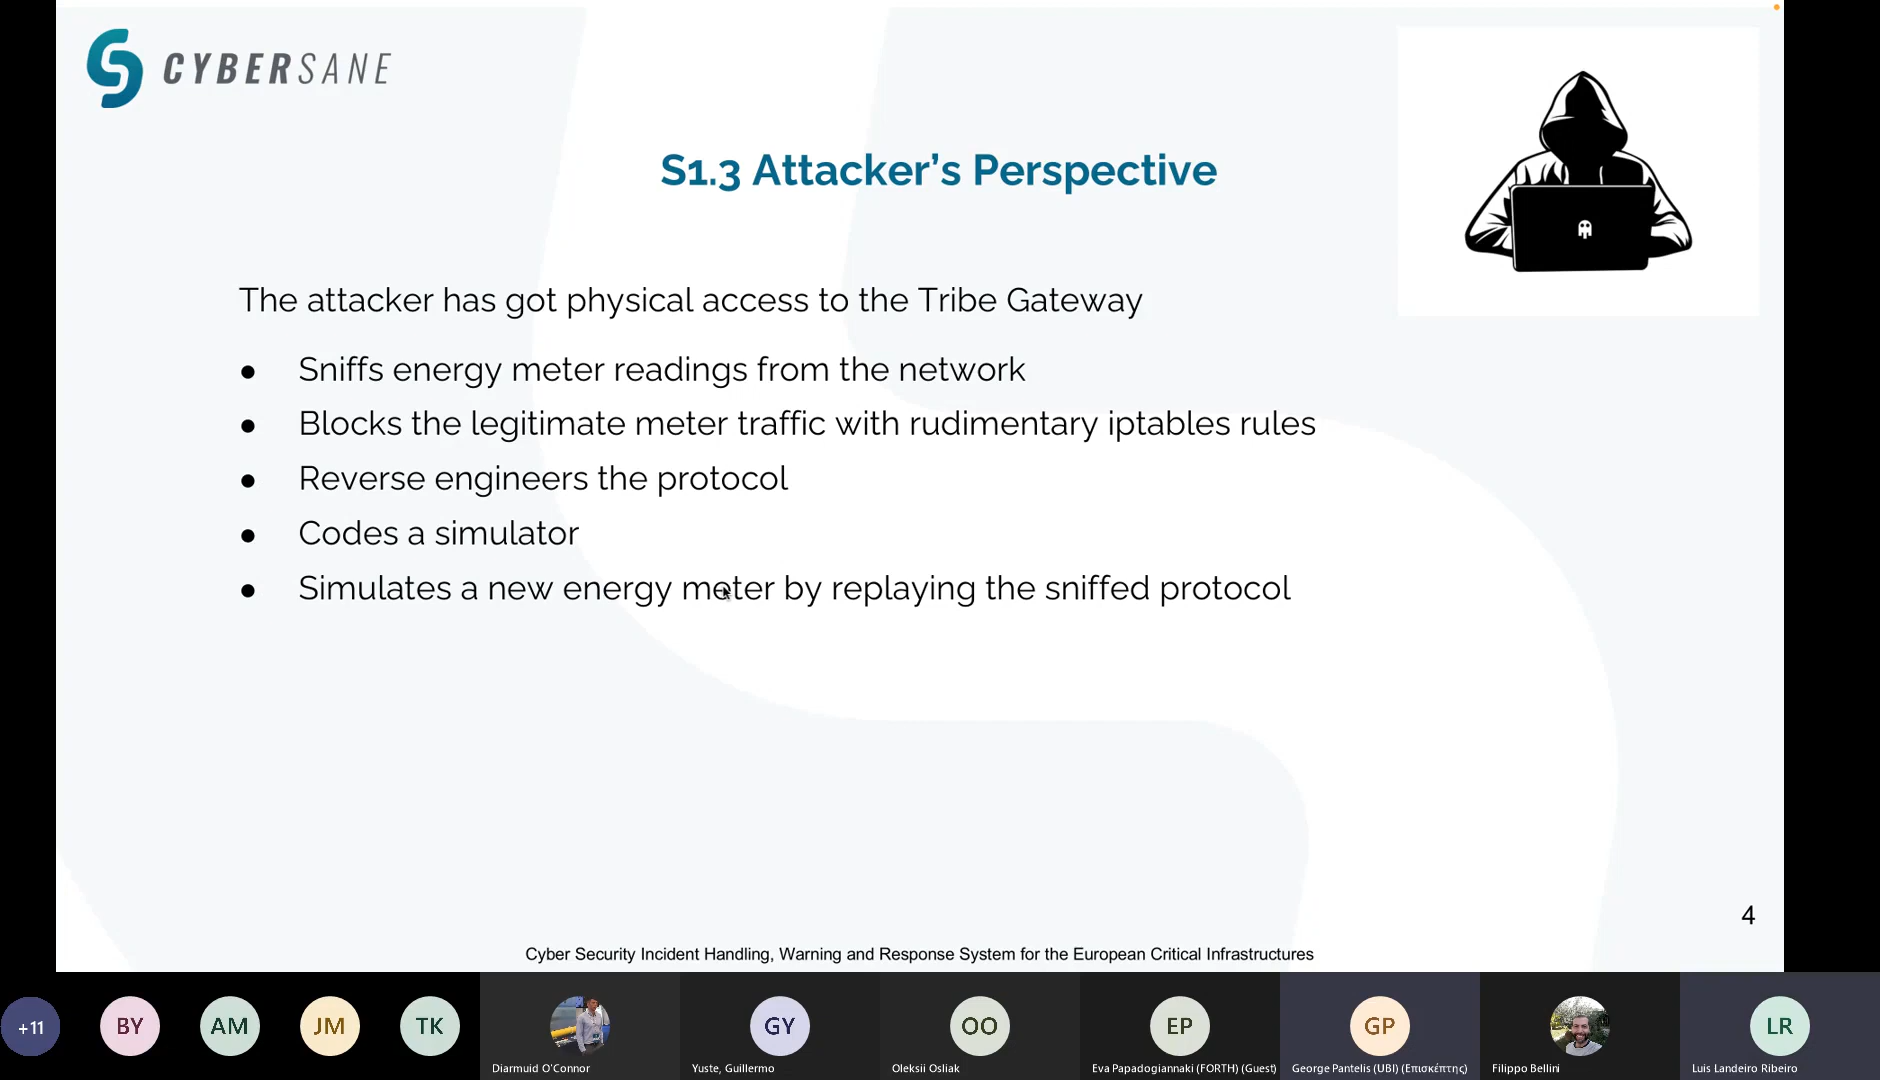 CYBERSANE
S1.3 Attacker’s Perspective
The attacker has got physical access to the Tribe Gateway
● Sniffs energy meter readings from the network
● Blocks the legitimate meter traffic with rudimentary iptables rules
● Reverse engineers the protocol
● Codes a simulator
● Simulates a new energy meter by replaying the sniffed protocol
4
Cyber Security Incident Handling, Warning and Response System for the European Critical Infrastructures
+11
BY
AM
JM
TK
GY
OO
EP
GP
LR
Diarmuid O'Connor
Yuste, Guillermo
Oleksii Osliak
Eva Papadogiannaki (FORTH) (Guest)
George Pantelis (UBI) (Επισκέπτης)
Filippo Bellini
Luis Landeiro Ribeiro